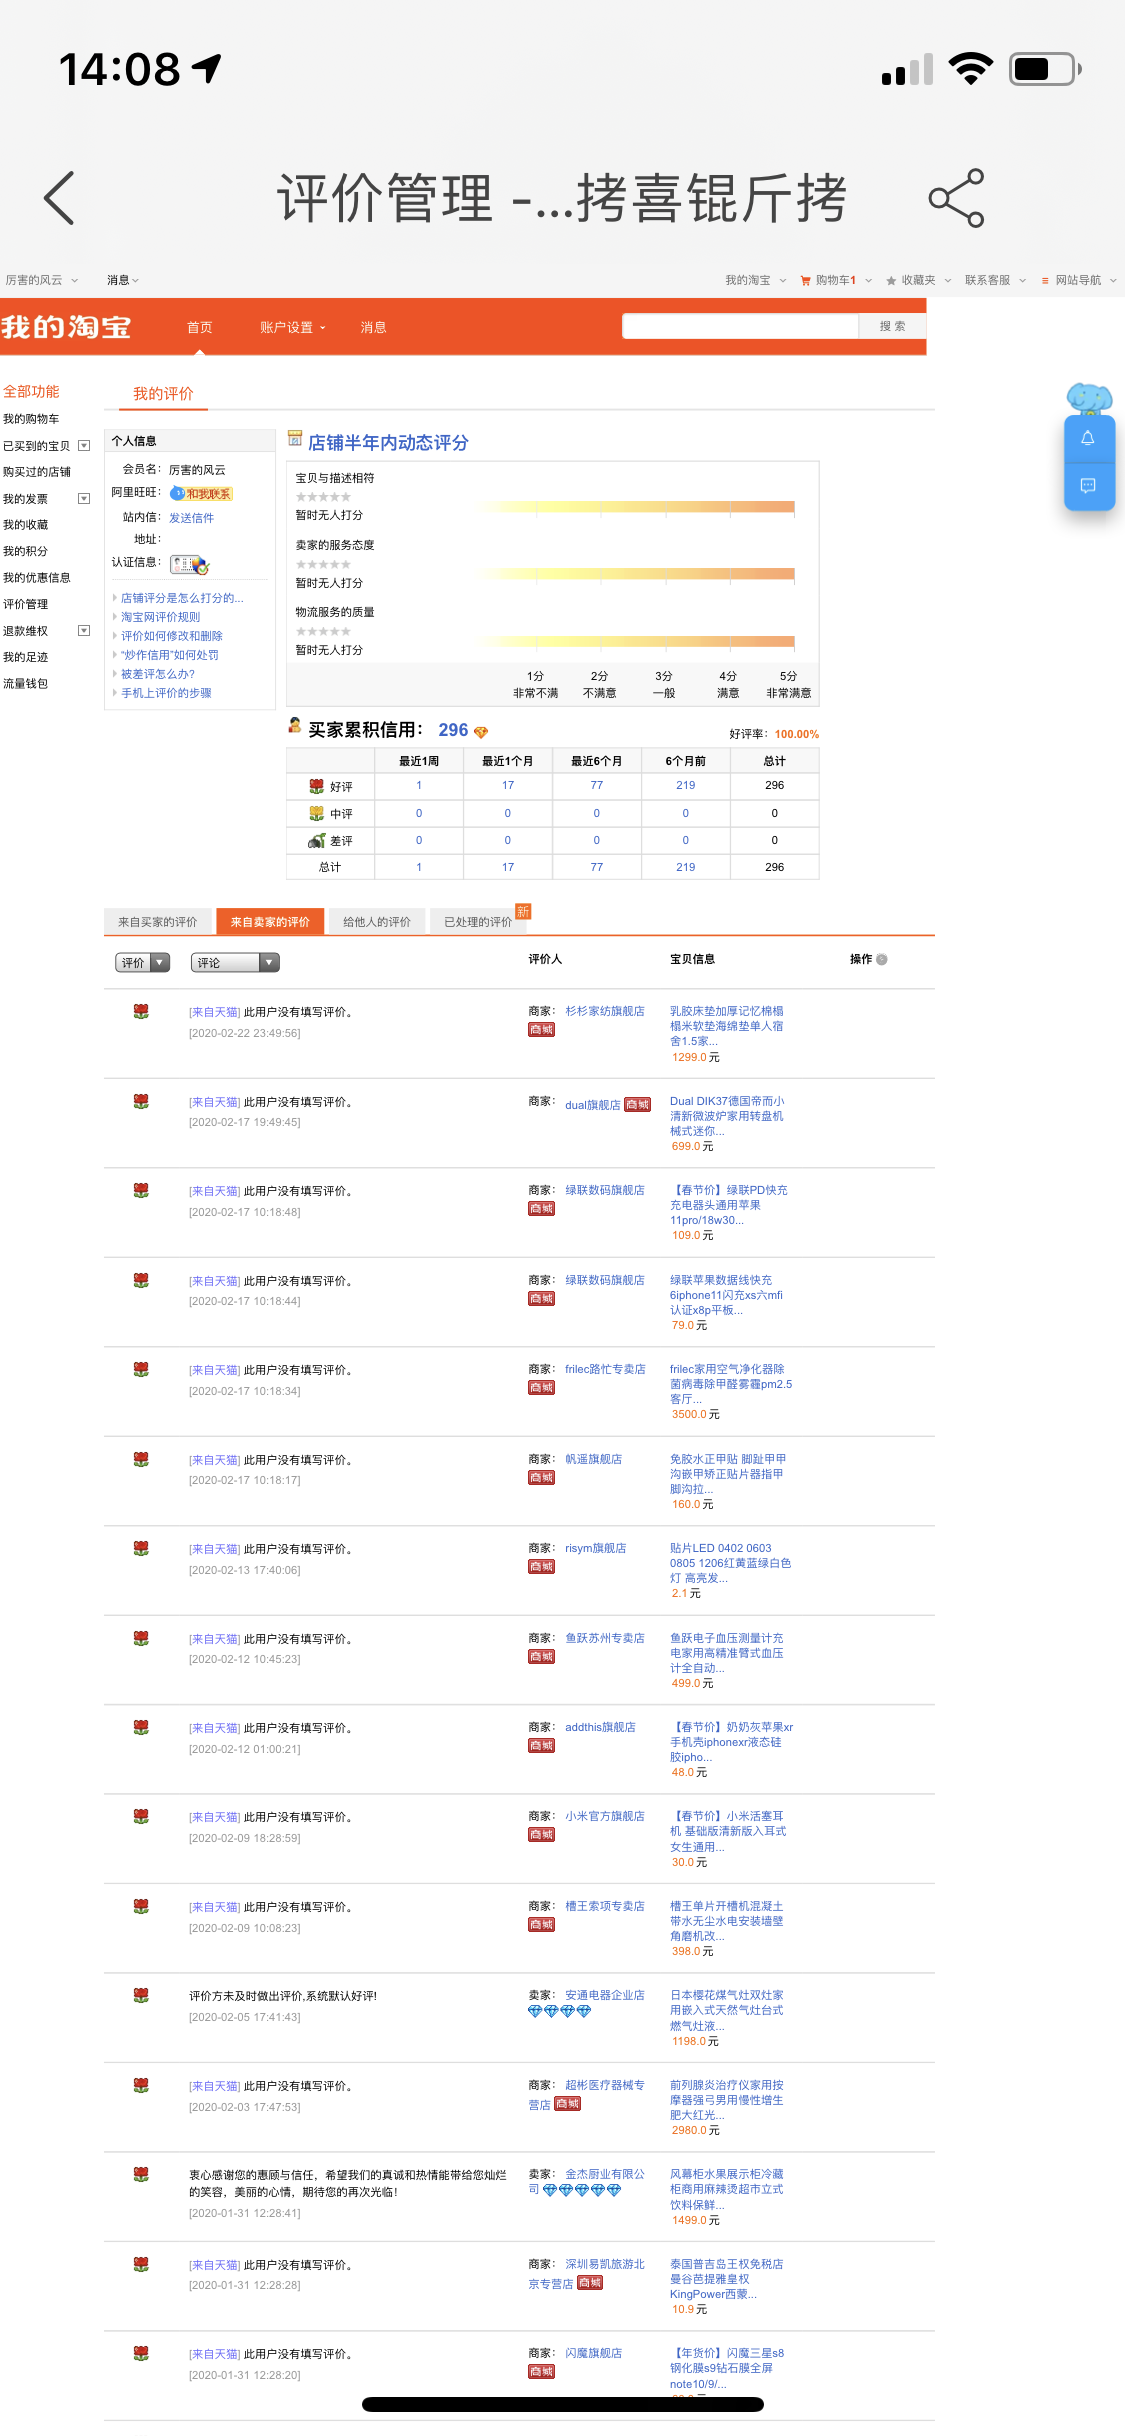 14:08
评价管理 -...拷喜锟斤拷
厉害的风云 消息 我的淘宝 购物车1 收藏夹 联系客服 网站导航
我的淘宝 首页 账户设置 消息 搜 索
全部功能
我的购物车
已买到的宝贝
购买过的店铺
我的发票
我的收藏
我的积分
我的优惠信息
评价管理
退款维权
我的足迹
流量钱包
我的评价
个人信息
会员名： 厉害的风云
阿里旺旺： 和我联系
站内信： 发送信件
地址：
认证信息：
店铺评分是怎么打分的...
淘宝网评价规则
评价如何修改和删除
“炒作信用”如何处罚
被差评怎么办?
手机上评价的步骤
店铺半年内动态评分
宝贝与描述相符
暂时无人打分
卖家的服务态度
暂时无人打分
物流服务的质量
暂时无人打分
1分 2分 3分 4分 5分
非常不满 不满意 一般 满意 非常满意
买家累积信用： 296 好评率：100.00%
最近1周 最近1个月 最近6个月 6个月前 总计
好评 1 17 77 219 296
中评 0 0 0 0 0
差评 0 0 0 0 0
总计 1 17 77 219 296
来自买家的评价 来自卖家的评价 给他人的评价 已处理的评价 新
评价 评论 评价人 宝贝信息 操作
[来自天猫] 此用户没有填写评价。
[2020-02-22 23:49:56]
商家： 杉杉家纺旗舰店
商城
乳胶床垫加厚记忆棉榻
榻米软垫海绵垫单人宿
舍1.5家...
1299.0 元
[来自天猫] 此用户没有填写评价。
[2020-02-17 19:49:45]
商家： dual旗舰店 商城
Dual DIK37德国帝而小
清新微波炉家用转盘机
械式迷你...
699.0 元
[来自天猫] 此用户没有填写评价。
[2020-02-17 10:18:48]
商家： 绿联数码旗舰店
商城
【春节价】绿联PD快充
充电器头通用苹果
11pro/18w30...
109.0 元
[来自天猫] 此用户没有填写评价。
[2020-02-17 10:18:44]
商家： 绿联数码旗舰店
商城
绿联苹果数据线快充
6iphone11闪充xs六mfi
认证x8p平板...
79.0 元
[来自天猫] 此用户没有填写评价。
[2020-02-17 10:18:34]
商家： frilec路忙专卖店
商城
frilec家用空气净化器除
菌病毒除甲醛雾霾pm2.5
客厅...
3500.0 元
[来自天猫] 此用户没有填写评价。
[2020-02-17 10:18:17]
商家： 帆遥旗舰店
商城
免胶水正甲贴 脚趾甲甲
沟嵌甲矫正贴片器指甲
脚沟拉...
160.0 元
[来自天猫] 此用户没有填写评价。
[2020-02-13 17:40:06]
商家： risym旗舰店
商城
贴片LED 0402 0603
0805 1206红黄蓝绿白色
灯 高亮发...
2.1 元
[来自天猫] 此用户没有填写评价。
[2020-02-12 10:45:23]
商家： 鱼跃苏州专卖店
商城
鱼跃电子血压测量计充
电家用高精准臂式血压
计全自动...
499.0 元
[来自天猫] 此用户没有填写评价。
[2020-02-12 01:00:21]
商家： addthis旗舰店
商城
【春节价】奶奶灰苹果xr
手机壳iphonexr液态硅
胶ipho...
48.0 元
[来自天猫] 此用户没有填写评价。
[2020-02-09 18:28:59]
商家： 小米官方旗舰店
商城
【春节价】小米活塞耳
机 基础版清新版入耳式
女生通用...
30.0 元
[来自天猫] 此用户没有填写评价。
[2020-02-09 10:08:23]
商家： 槽王索项专卖店
商城
槽王单片开槽机混凝土
带水无尘水电安装墙壁
角磨机改...
398.0 元
评价方未及时做出评价,系统默认好评!
[2020-02-05 17:41:43]
卖家： 安通电器企业店
日本樱花煤气灶双灶家
用嵌入式天然气灶台式
燃气灶液...
1198.0 元
[来自天猫] 此用户没有填写评价。
[2020-02-03 17:47:53]
商家： 超彬医疗器械专
营店 商城
前列腺炎治疗仪家用按
摩器强弓男用慢性增生
肥大红光...
2980.0 元
衷心感谢您的惠顾与信任，希望我们的真诚和热情能带给您灿烂
的笑容，美丽的心情，期待您的再次光临！
[2020-01-31 12:28:41]
卖家： 金杰厨业有限公
司
风幕柜水果展示柜冷藏
柜商用麻辣烫超市立式
饮料保鲜...
1499.0 元
[来自天猫] 此用户没有填写评价。
[2020-01-31 12:28:28]
商家： 深圳易凯旅游北
京专营店 商城
泰国普吉岛王权免税店
曼谷芭提雅皇权
KingPower西蒙...
10.9 元
[来自天猫] 此用户没有填写评价。
[2020-01-31 12:28:20]
商家： 闪魔旗舰店
商城
【年货价】闪魔三星s8
钢化膜s9钻石膜全屏
note10/9/...